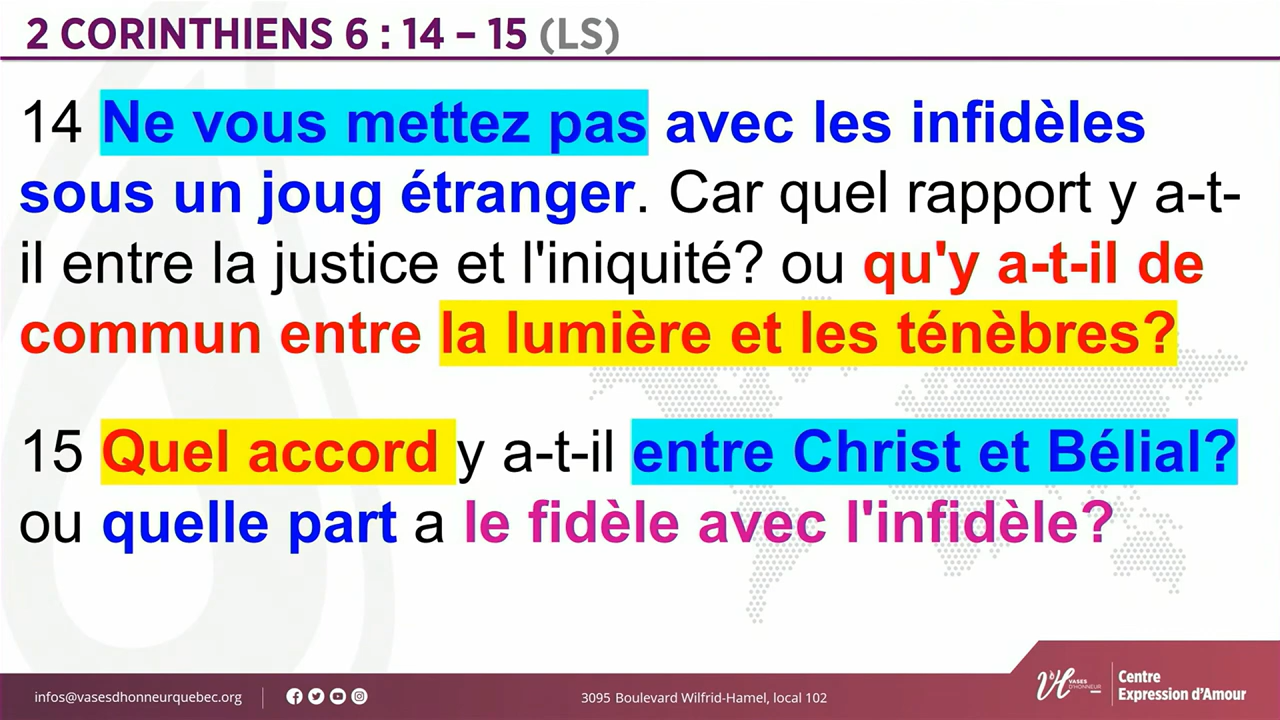 2 CORINTHIENS 6 : 14 – 15 (LS)
14 Ne vous mettez pas avec les infidèles
sous un joug étranger. Car quel rapport y a-t-
il entre la justice et l'iniquité? ou qu'y a-t-il de
commun entre la lumière et les ténèbres?
15 Quel accord y a-t-il entre Christ et Bélial?
ou quelle part a le fidèle avec l'infidèle?
infos@vasesdhonneurquebec.org
3095 Boulevard Wilfrid-Hamel, local 102
VASES
D'HONNEUR
Centre
Expression d'Amour